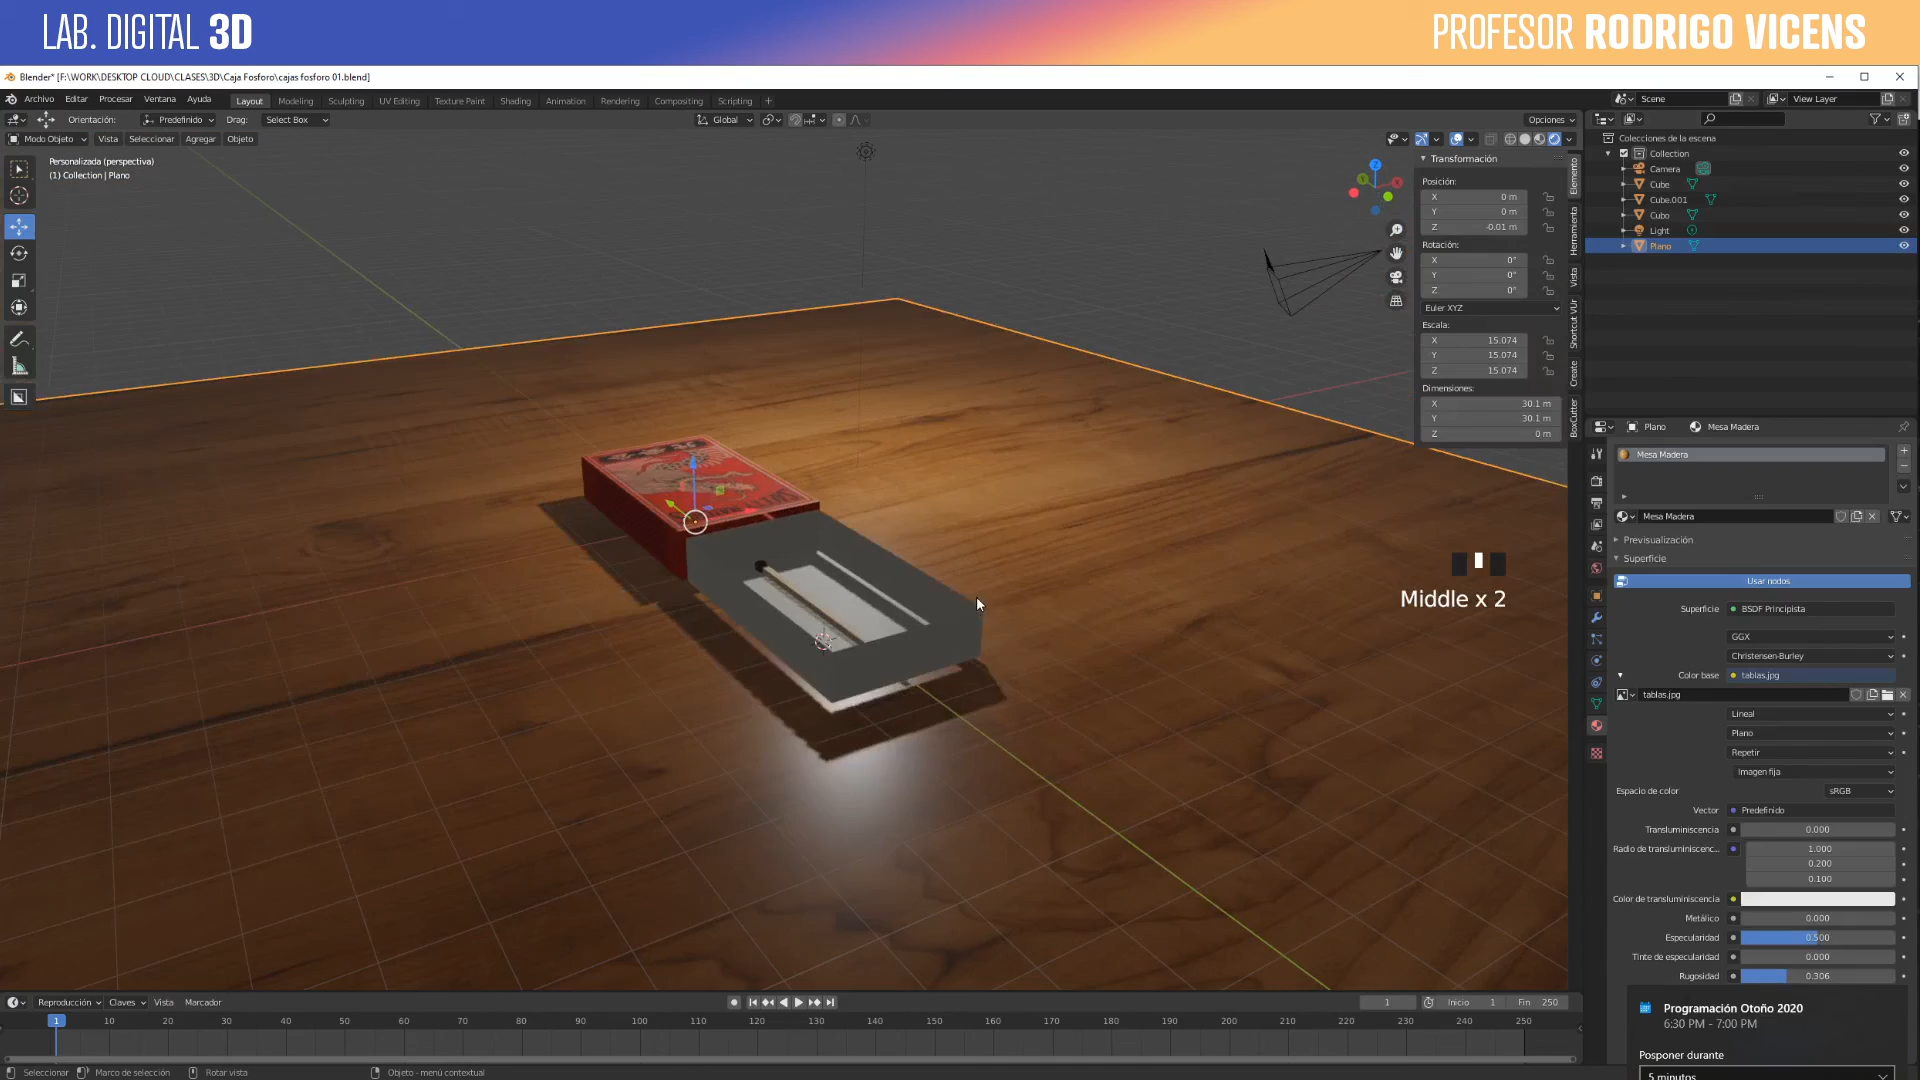 LAB. DIGITAL 3D
PROFESOR RODRIGO VICENS
Blender* [F:\WORK\DESKTOP CLOUD\CLASES\3D\Caja Fosforo\cajas fosforo 01.blend]
Archivo Editar Procesar Ventana Ayuda Layout Modeling Sculpting UV Editing Texture Paint Shading Animation Rendering Compositing Scripting +
Scene View Layer
Orientación: Predefinido Drag: Select Box Global Opciones
Modo Objeto Vista Seleccionar Agregar Objeto
Personalizada (perspectiva)
(1) Collection | Plano
Transformación
Posición:
X 0 m
Y 0 m
Z -0.01 m
Rotación:
X 0°
Y 0°
Z 0°
Euler XYZ
Escala:
X 15.074
Y 15.074
Z 15.074
Dimensiones:
X 30.1 m
Y 30.1 m
Z 0 m
Elemento
Herramienta
Vista
Shortcut VUr
Create
BoxCutter
Colecciones de la escena
Collection
Camera
Cube
Cube.001
Cubo
Light
Plano
Plano Mesa Madera
Mesa Madera
Mesa Madera
Previsualización
Superficie
Usar nodos
Superficie BSDF Principista
GGX
Christensen-Burley
Color base tablas.jpg
tablas.jpg
Lineal
Plano
Repetir
Imagen fija
Espacio de color sRGB
Vector Predefinido
Transluminiscencia 0.000
Radio de transluminiscenc... 1.000
0.200
0.100
Color de transluminiscencia
Metálico 0.000
Especularidad 0.500
Tinte de especularidad 0.000
Rugosidad 0.306
Middle x 2
Programación Otoño 2020
6:30 PM - 7:00 PM
Posponer durante
5 minutos
Reproducción Claves Vista Marcador 1 Inicio 1 Fin 250
1 10 20 30 40 50 60 70 80 90 100 110 120 130 140 150 160 170 180 190 200 210 220 230 240 250
Seleccionar Marco de selección Rotar vista Objeto - menú contextual